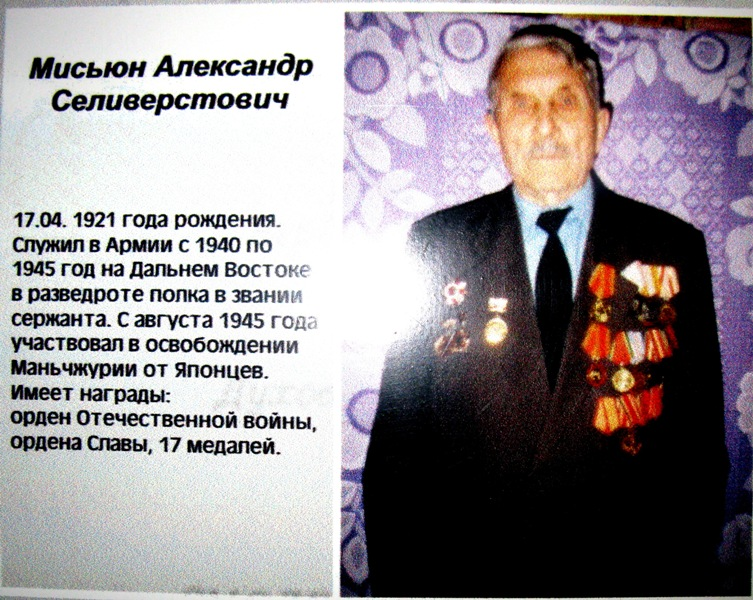 Мисьюн Александр
Селиверстович
17.04. 1921 года рождения.
Служил в Армии с 1940 по
1945 год на Дальнем Востоке
в разведроте полка в звании
сержанта. С августа 1945 года
участвовал в освобождении
Маньчжурии от Японцев.
Имеет награды:
орден Отечественной войны,
ордена Славы, 17 медалей.